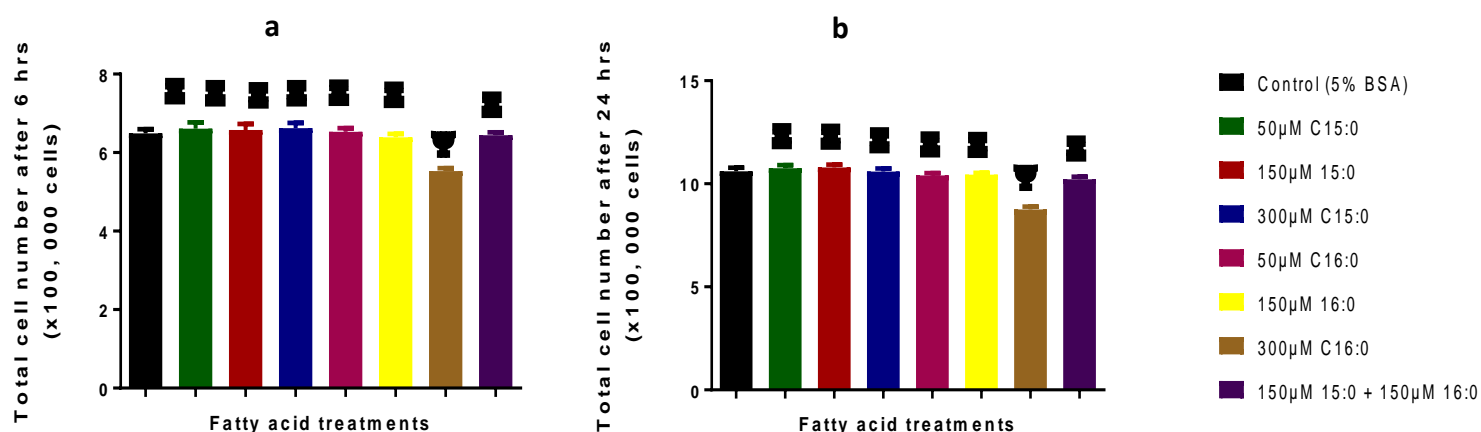 a
b
Total cell number after 6 hrs
(x100, 000 cells)
8
6
4
2
0
Fatty acid treatments
Total cell number after 24 hrs
(x100, 000 cells)
15
10
5
0
Fatty acid treatments
Control (5% BSA)
50µM C15:0
150µM 15:0
300µM C15:0
50µM C16:0
150µM 16:0
300µM C16:0
150µM 15:0 + 150µM 16:0